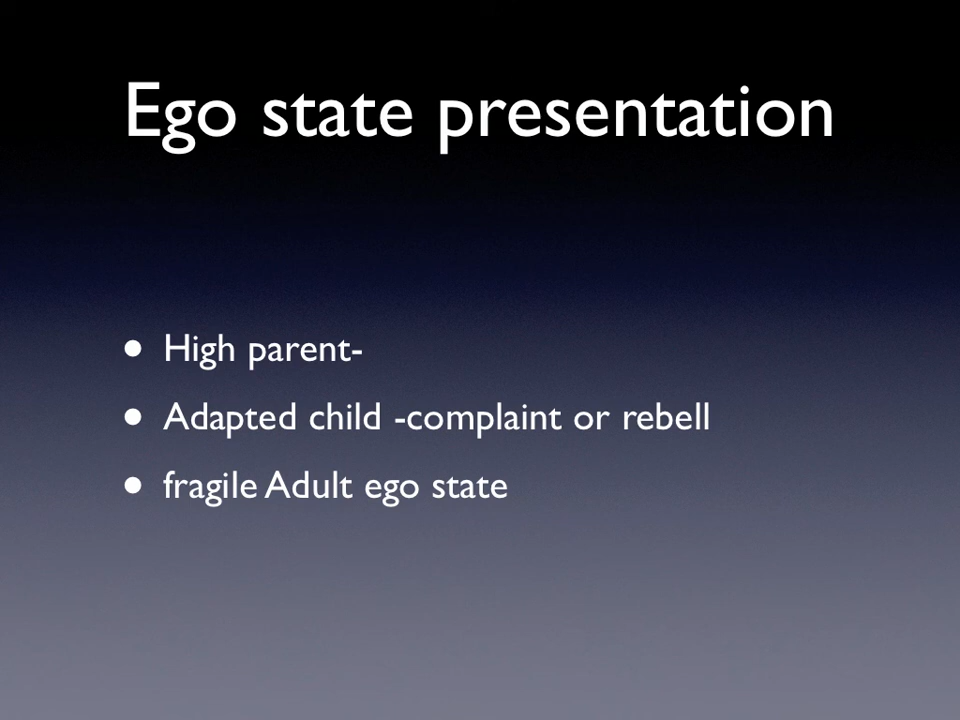 Ego state presentation
• High parent-
• Adapted child -complaint or rebell
• fragile Adult ego state